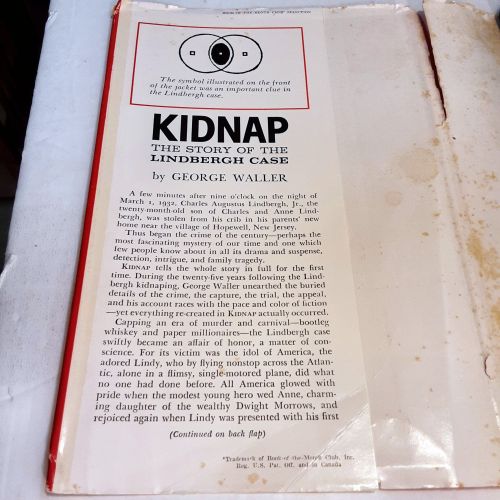 The symbol illustrated on the front
of the jacket was an important clue in
the Lindbergh case.
KIDNAP
THE STORY OF THE
LINDBERGH CASE
by GEORGE WALLER
A few minutes after nine o'clock on the night of
March 1, 1932, Charles Augustus Lindbergh, Jr., the
twenty-month-old son of Charles and Anne Lind-
bergh, was stolen from his crib in his parents' new
home near the village of Hopewell, New Jersey.
Thus began the crime of the century—perhaps the
most fascinating mystery of our time and one which
few people know about in all its drama and suspense,
detection, intrigue, and family tragedy.
KIDNAP tells the whole story in full for the first
time. During the twenty-five years following the Lind-
bergh kidnaping, George Waller unearthed the buried
details of the crime, the capture, the trial, the appeal,
and his account races with the pace and color of fiction
—yet everything re-created in KIDNAP actually occurred.
Capping an era of murder and carnival—bootleg
whiskey and paper millionaires—the Lindbergh case
swiftly became an affair of honor, a matter of con-
science. For its victim was the idol of America, the
adored Lindy, who by flying nonstop across the Atlan-
tic, alone in a flimsy, single-motored plane, did what
no one had done before. All America glowed with
pride when the modest young hero wed Anne, charm-
ing daughter of the wealthy Dwight Morrows, and
rejoiced again when Lindy was presented with his first
(Continued on back flap)
*Trademark of Book-of-the-Month Club, Inc.
Reg. U.S. Pat. Off. and in Canada